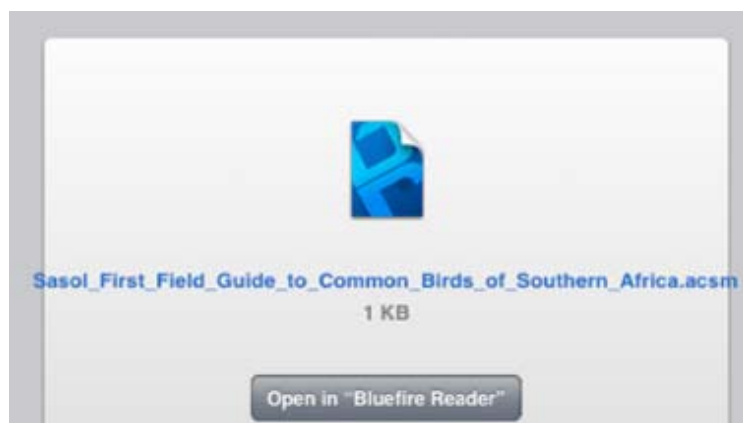 Sasol_First_Field_Guide_to_Common_Birds_of_Southern_Africa.acsm
1 KB
Open in "Bluefire Reader"